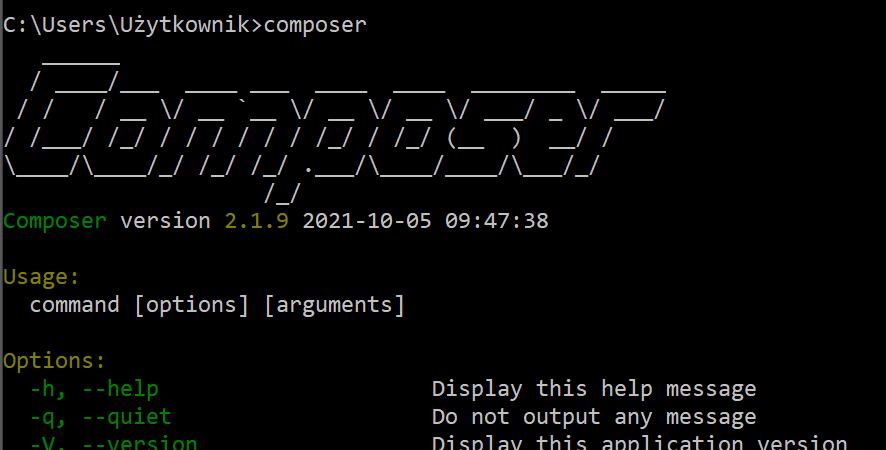 C:\Users\Użytkownik>composer
   ______
  / ____/___  ____ ___  ____  ____  ________  _____
 / /   / __ \/ __ `__ \/ __ \/ __ \/ ___/ _ \/ ___/
/ /___/ /_/ / / / / / / /_/ / /_/ (__  )  __/ /
\____/\____/_/ /_/ /_/ .___/\____/____/\___/_/
                    /_/
Composer version 2.1.9 2021-10-05 09:47:38
Usage:
  command [options] [arguments]
Options:
  -h, --help                     Display this help message
  -q, --quiet                    Do not output any message
  -V, --version                  Display this application version